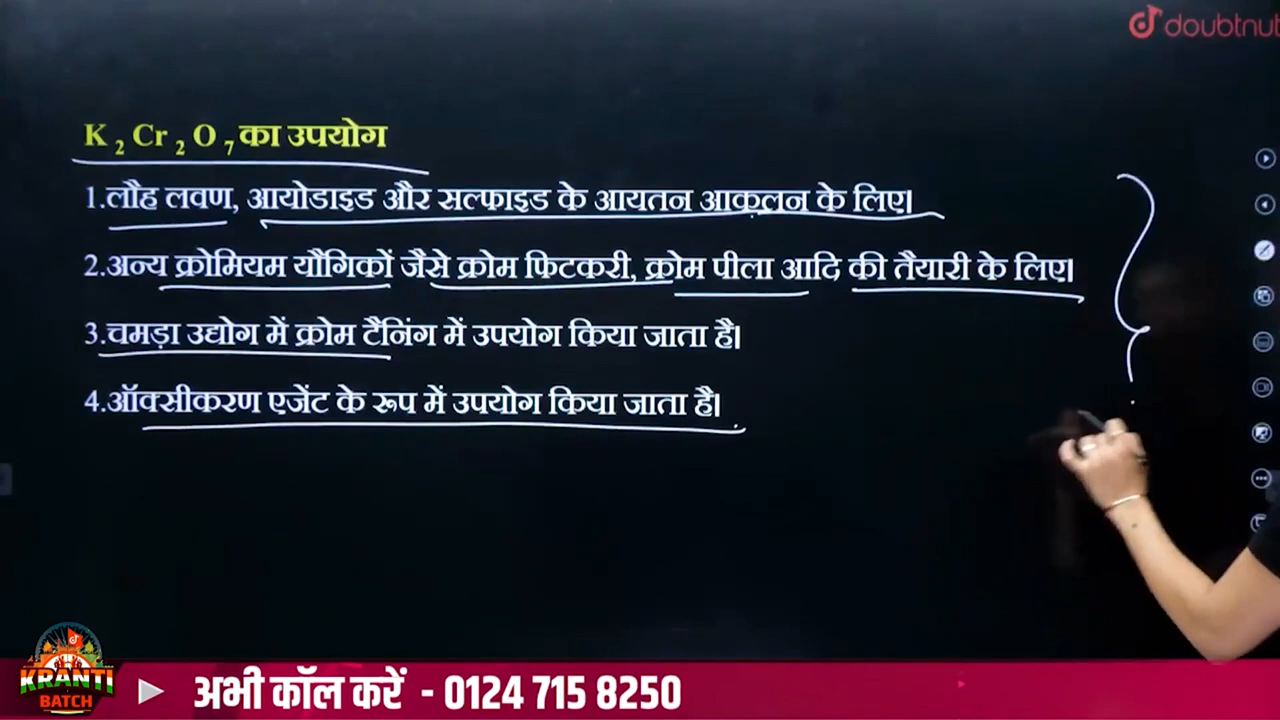 doubtnut
K₂Cr₂O₇ का उपयोग
1.लौह लवण, आयोडाइड और सल्फाइड के आयतन आकलन के लिए।
2.अन्य क्रोमियम यौगिकों जैसे क्रोम फिटकरी, क्रोम पीला आदि की तैयारी के लिए।
3.चमड़ा उद्योग में क्रोम टैनिंग में उपयोग किया जाता है।
4.ऑक्सीकरण एजेंट के रूप में उपयोग किया जाता है।
KRANTI
BATCH
अभी कॉल करें - 0124 715 8250